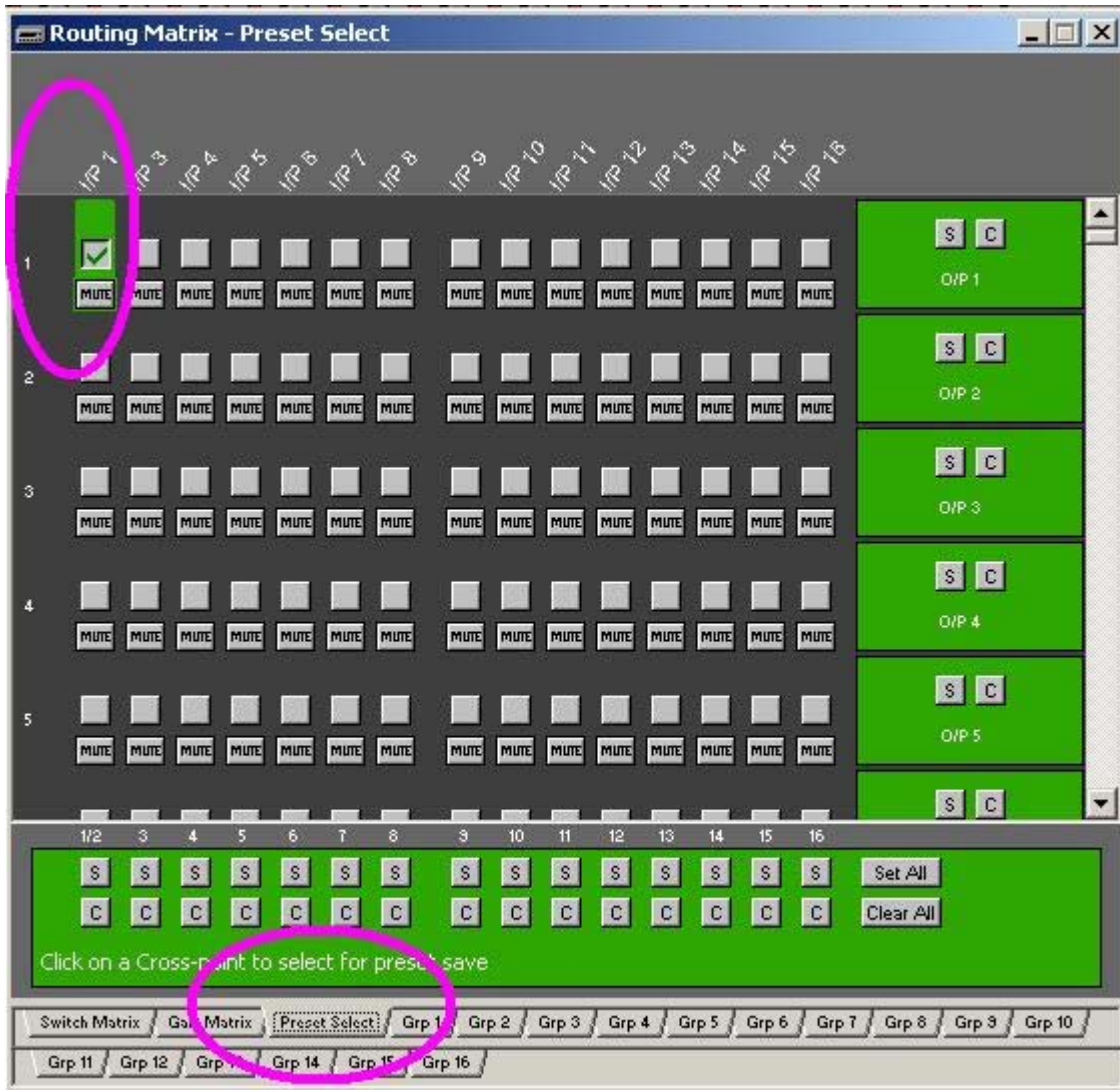 Routing Matrix - Preset Select
I/P 1 I/P 3 I/P 4 I/P 5 I/P 6 I/P 7 I/P 8 I/P 9 I/P 10 I/P 11 I/P 12 I/P 13 I/P 14 I/P 15 I/P 16
S C
1
O/P 1
MUTE MUTE MUTE MUTE MUTE MUTE MUTE MUTE MUTE MUTE MUTE MUTE MUTE MUTE MUTE
S C
2
O/P 2
MUTE MUTE MUTE MUTE MUTE MUTE MUTE MUTE MUTE MUTE MUTE MUTE MUTE MUTE MUTE
S C
3
O/P 3
MUTE MUTE MUTE MUTE MUTE MUTE MUTE MUTE MUTE MUTE MUTE MUTE MUTE MUTE MUTE
S C
4
O/P 4
MUTE MUTE MUTE MUTE MUTE MUTE MUTE MUTE MUTE MUTE MUTE MUTE MUTE MUTE MUTE
S C
5
O/P 5
MUTE MUTE MUTE MUTE MUTE MUTE MUTE MUTE MUTE MUTE MUTE MUTE MUTE MUTE MUTE
S C
1/2 3 4 5 6 7 8 9 10 11 12 13 14 15 16
S S S S S S S S S S S S S S S Set All
C C C C C C C C C C C C C C C Clear All
Click on a Cross-point to select for preset save
Switch Matrix Gain Matrix Preset Select Grp 1 Grp 2 Grp 3 Grp 4 Grp 5 Grp 6 Grp 7 Grp 8 Grp 9 Grp 10
Grp 11 Grp 12 Grp 13 Grp 14 Grp 15 Grp 16